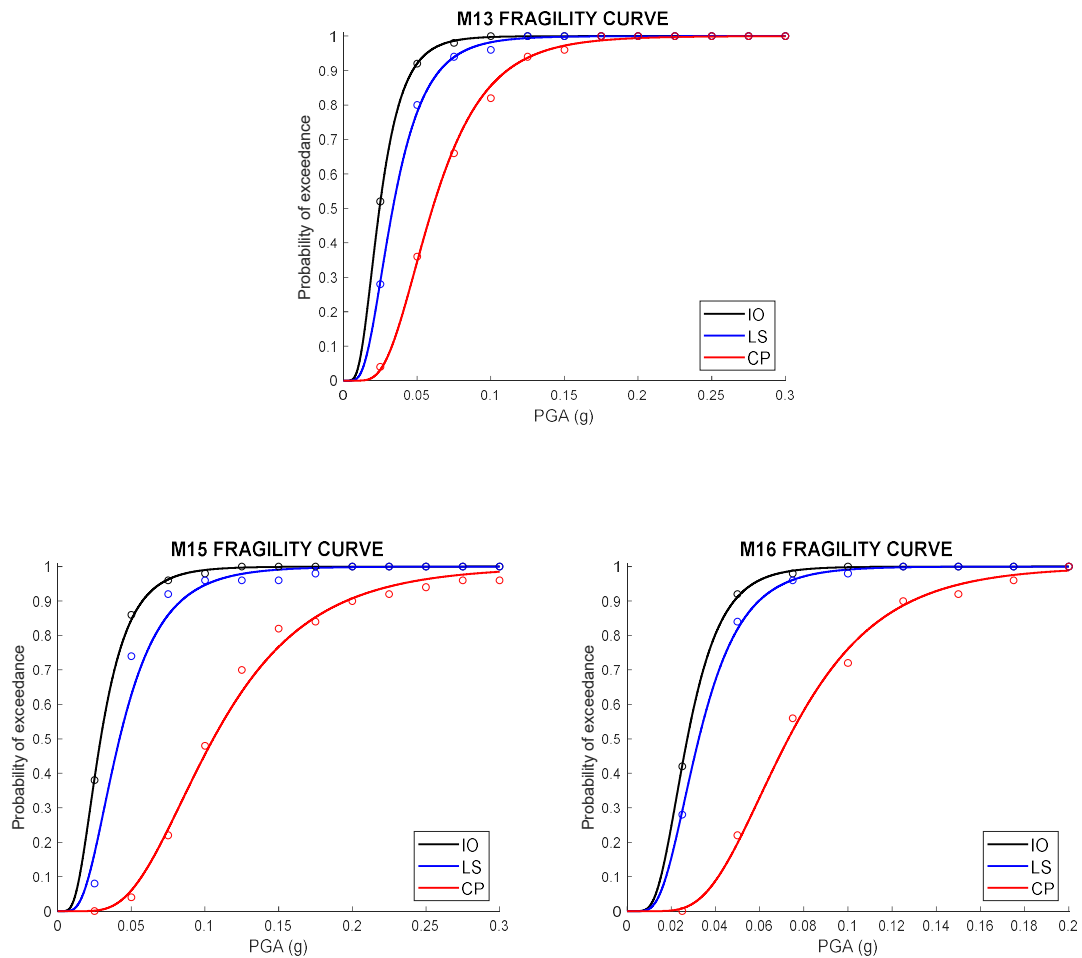 M13 FRAGILITY CURVE
1
0.9
0.8
0.7
0.6
0.5
0.4
0.3
0.2
0.1
0
Probability of exceedance
IO
LS
CP
0 0.05 0.1 0.15 0.2 0.25 0.3
PGA (g)
M15 FRAGILITY CURVE
1
0.9
0.8
0.7
0.6
0.5
0.4
0.3
0.2
0.1
0
Probability of exceedance
IO
LS
CP
0 0.05 0.1 0.15 0.2 0.25 0.3
PGA (g)
M16 FRAGILITY CURVE
1
0.9
0.8
0.7
0.6
0.5
0.4
0.3
0.2
0.1
0
Probability of exceedance
IO
LS
CP
0 0.02 0.04 0.06 0.08 0.1 0.12 0.14 0.16 0.18 0.2
PGA (g)